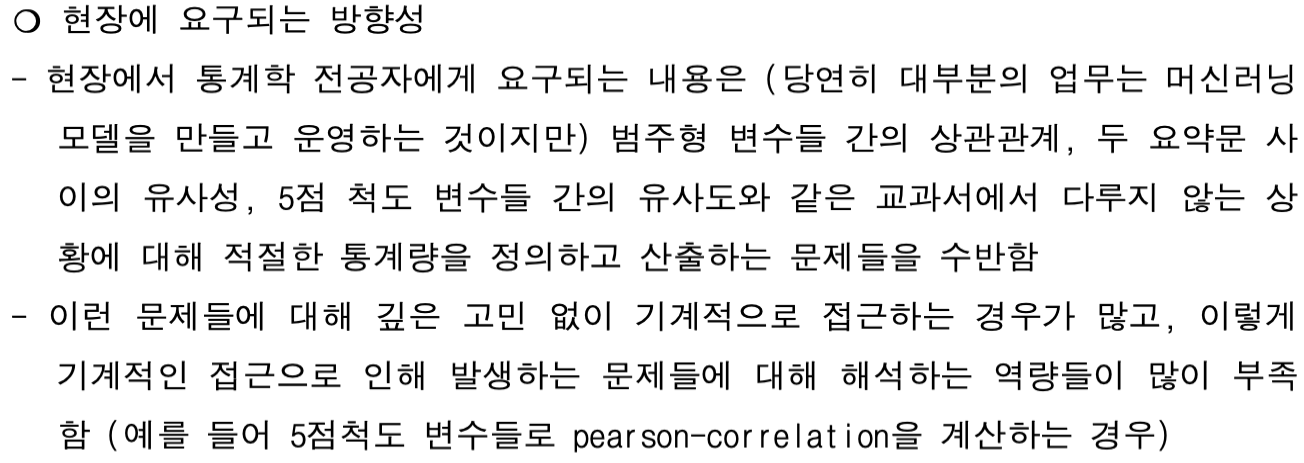 ❍ 현장에 요구되는 방향성
- 현장에서 통계학 전공자에게 요구되는 내용은 (당연히 대부분의 업무는 머신러닝
모델을 만들고 운영하는 것이지만) 범주형 변수들 간의 상관관계, 두 요약문 사
이의 유사성, 5점 척도 변수들 간의 유사도와 같은 교과서에서 다루지 않는 상
황에 대해 적절한 통계량을 정의하고 산출하는 문제들을 수반함
- 이런 문제들에 대해 깊은 고민 없이 기계적으로 접근하는 경우가 많고, 이렇게
기계적인 접근으로 인해 발생하는 문제들에 대해 해석하는 역량들이 많이 부족
함 (예를 들어 5점척도 변수들로 pearson-correlation을 계산하는 경우)